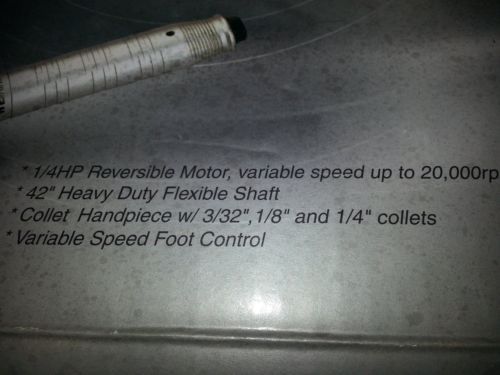 * 1/4HP Reversible Motor, variable speed up to 20,000rp
* 42" Heavy Duty Flexible Shaft
* Collet Handpiece w/ 3/32",1/8" and 1/4" collets
* Variable Speed Foot Control